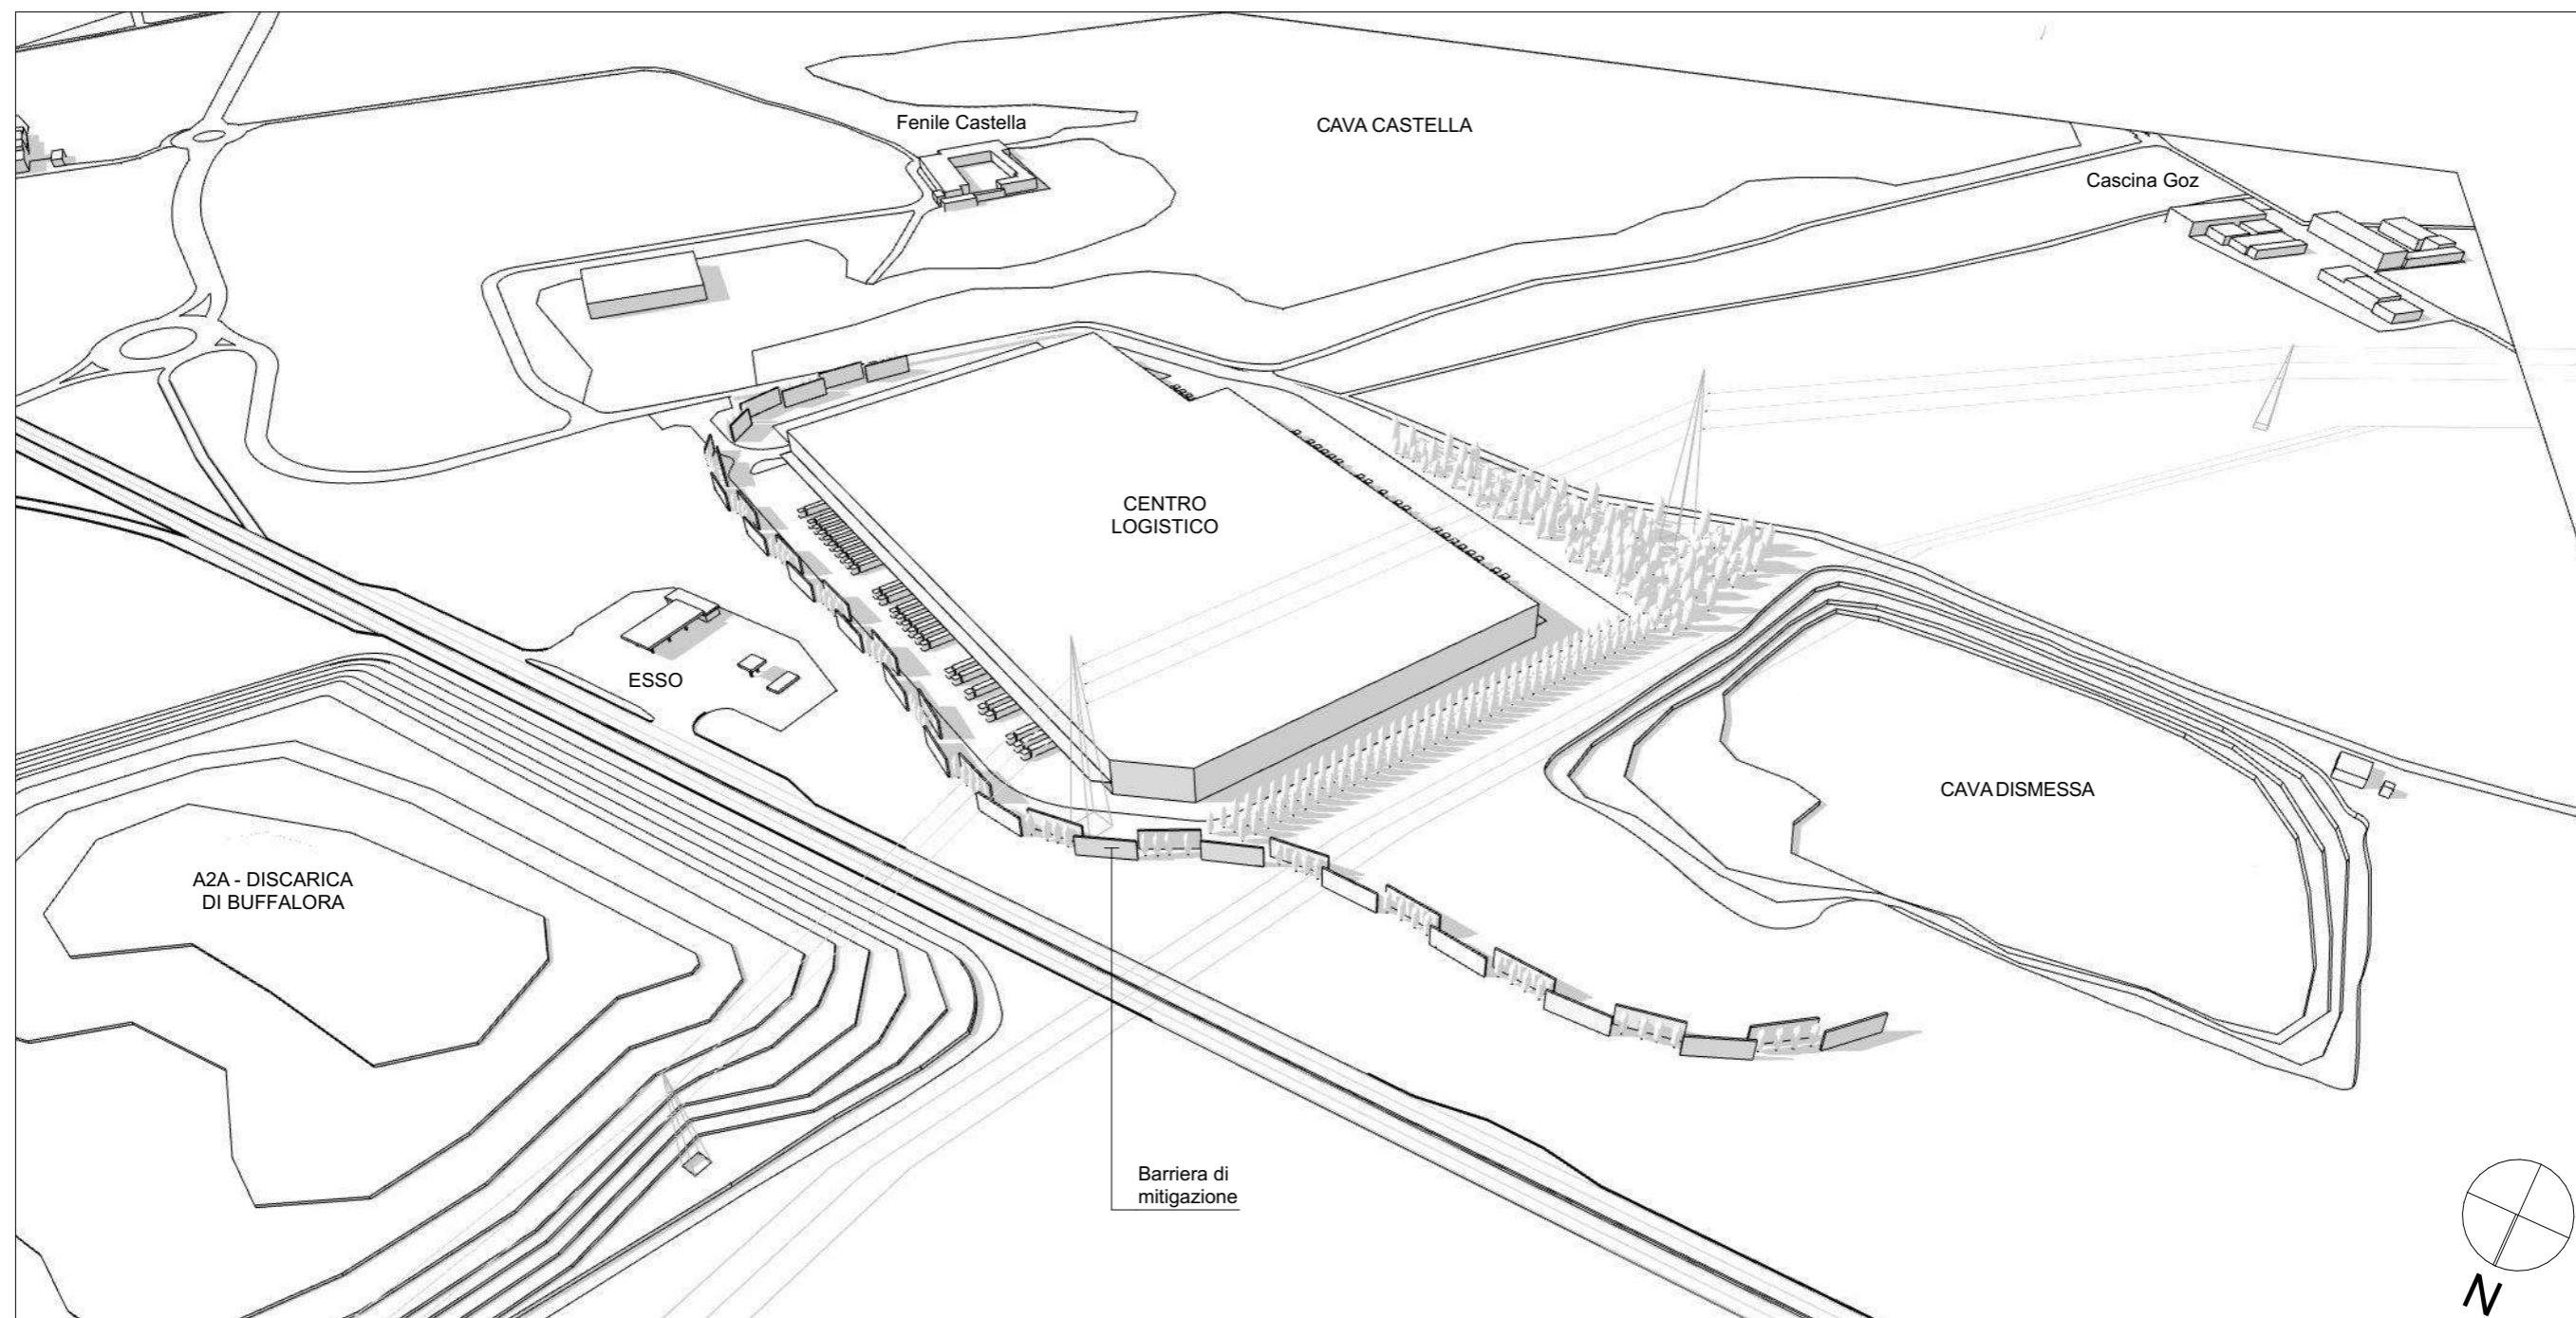 Fenile Castella
CAVA CASTELLA
Cascina Goz
CENTRO
LOGISTICO
ESSO
CAVA DISMESSA
A2A - DISCARICA
DI BUFFALORA
Barriera di
mitigazione
N